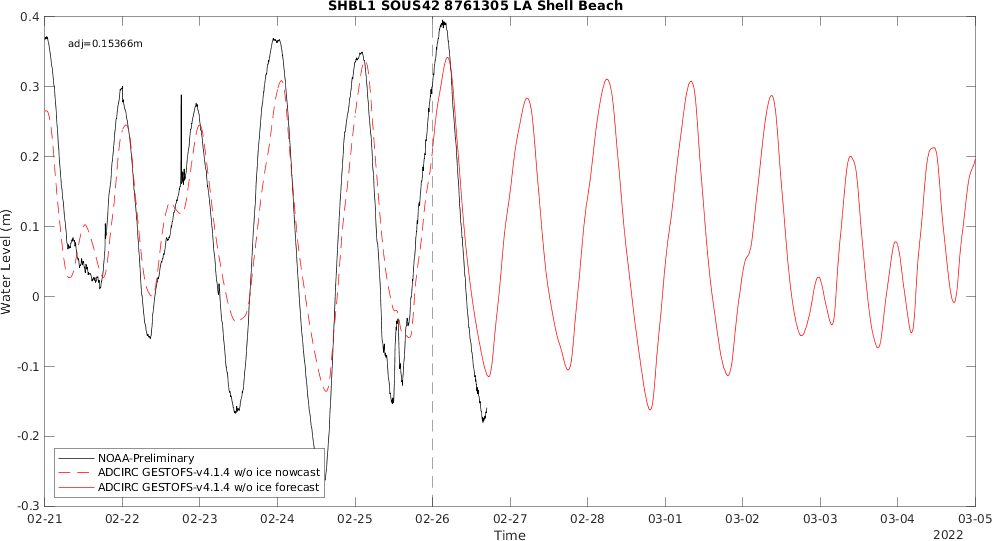 SHBL1 SOUS42 8761305 LA Shell Beach
adj=0.15366m
Water Level (m)
0.4
0.3
0.2
0.1
0
-0.1
-0.2
-0.3
NOAA-Preliminary
ADCIRC GESTOFS-v4.1.4 w/o ice nowcast
ADCIRC GESTOFS-v4.1.4 w/o ice forecast
02-21 02-22 02-23 02-24 02-25 02-26 02-27 02-28 03-01 03-02 03-03 03-04 03-05
Time
2022